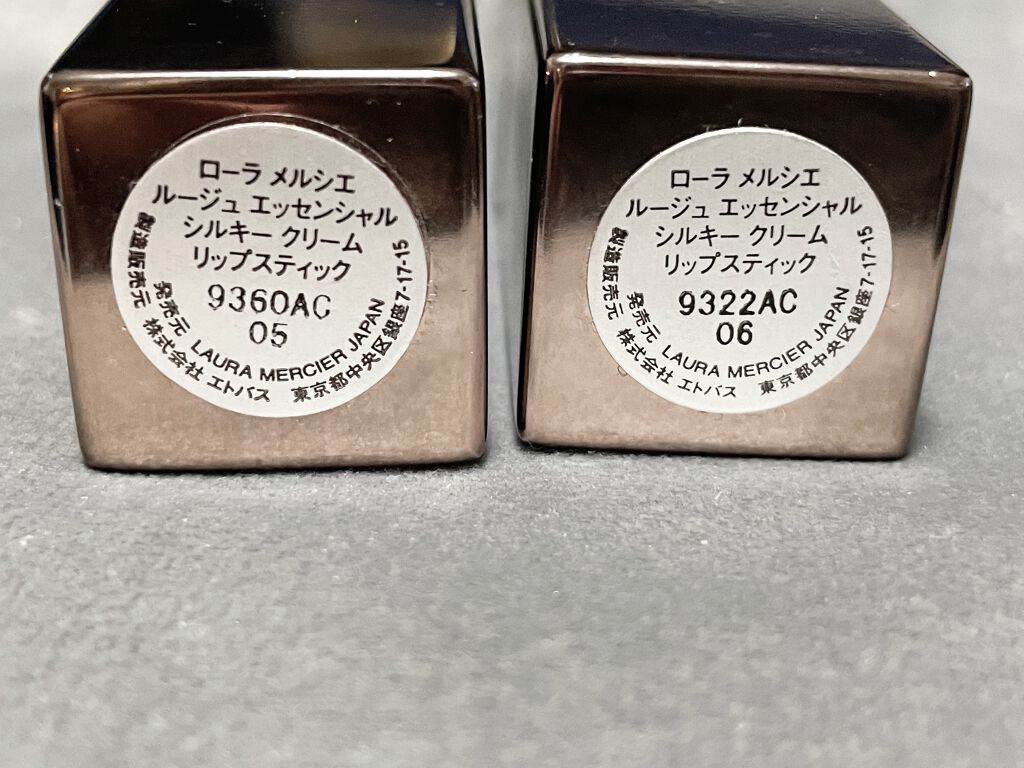 ローラ メルシエ
ルージュ エッセンシャル
シルキー クリーム
リップスティック
9360AC
05
発売元 LAURA MERCIER JAPAN
製造販売元 株式会社 エトバス 東京都中央区銀座7-17-15
ローラ メルシエ
ルージュ エッセンシャル
シルキー クリーム
リップスティック
9322AC
06
発売元 LAURA MERCIER JAPAN
製造販売元 株式会社 エトバス 東京都中央区銀座7-17-15